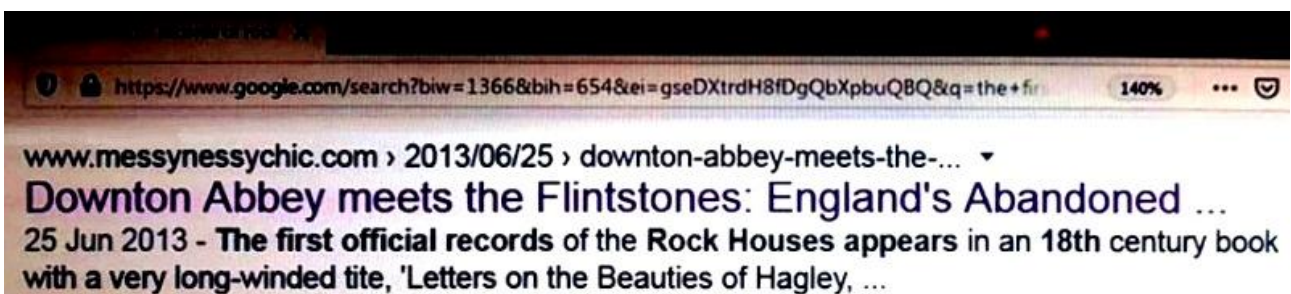 https://www.google.com/search?biw=1366&bih=654&ei=gseDXtrdH8fDgQbXpbuQBQ&q=the+fir
140%
www.messynessychic.com › 2013/06/25 › downton-abbey-meets-the-...
Downton Abbey meets the Flintstones: England's Abandoned ...
25 Jun 2013 - The first official records of the Rock Houses appears in an 18th century book
with a very long-winded tite, 'Letters on the Beauties of Hagley, ...